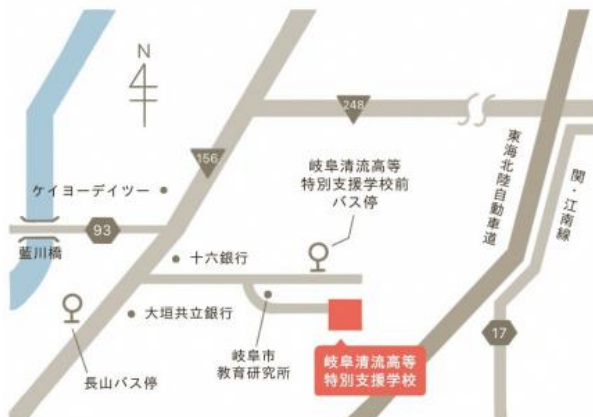 N
248
156
岐阜清流高等
特別支援学校前
バス停
東海北陸自動車道
関・江南線
ケイヨーデイツー
93
藍川橋
十六銀行
大垣共立銀行
長山バス停
岐阜市
教育研究所
岐阜清流高等
特別支援学校
17